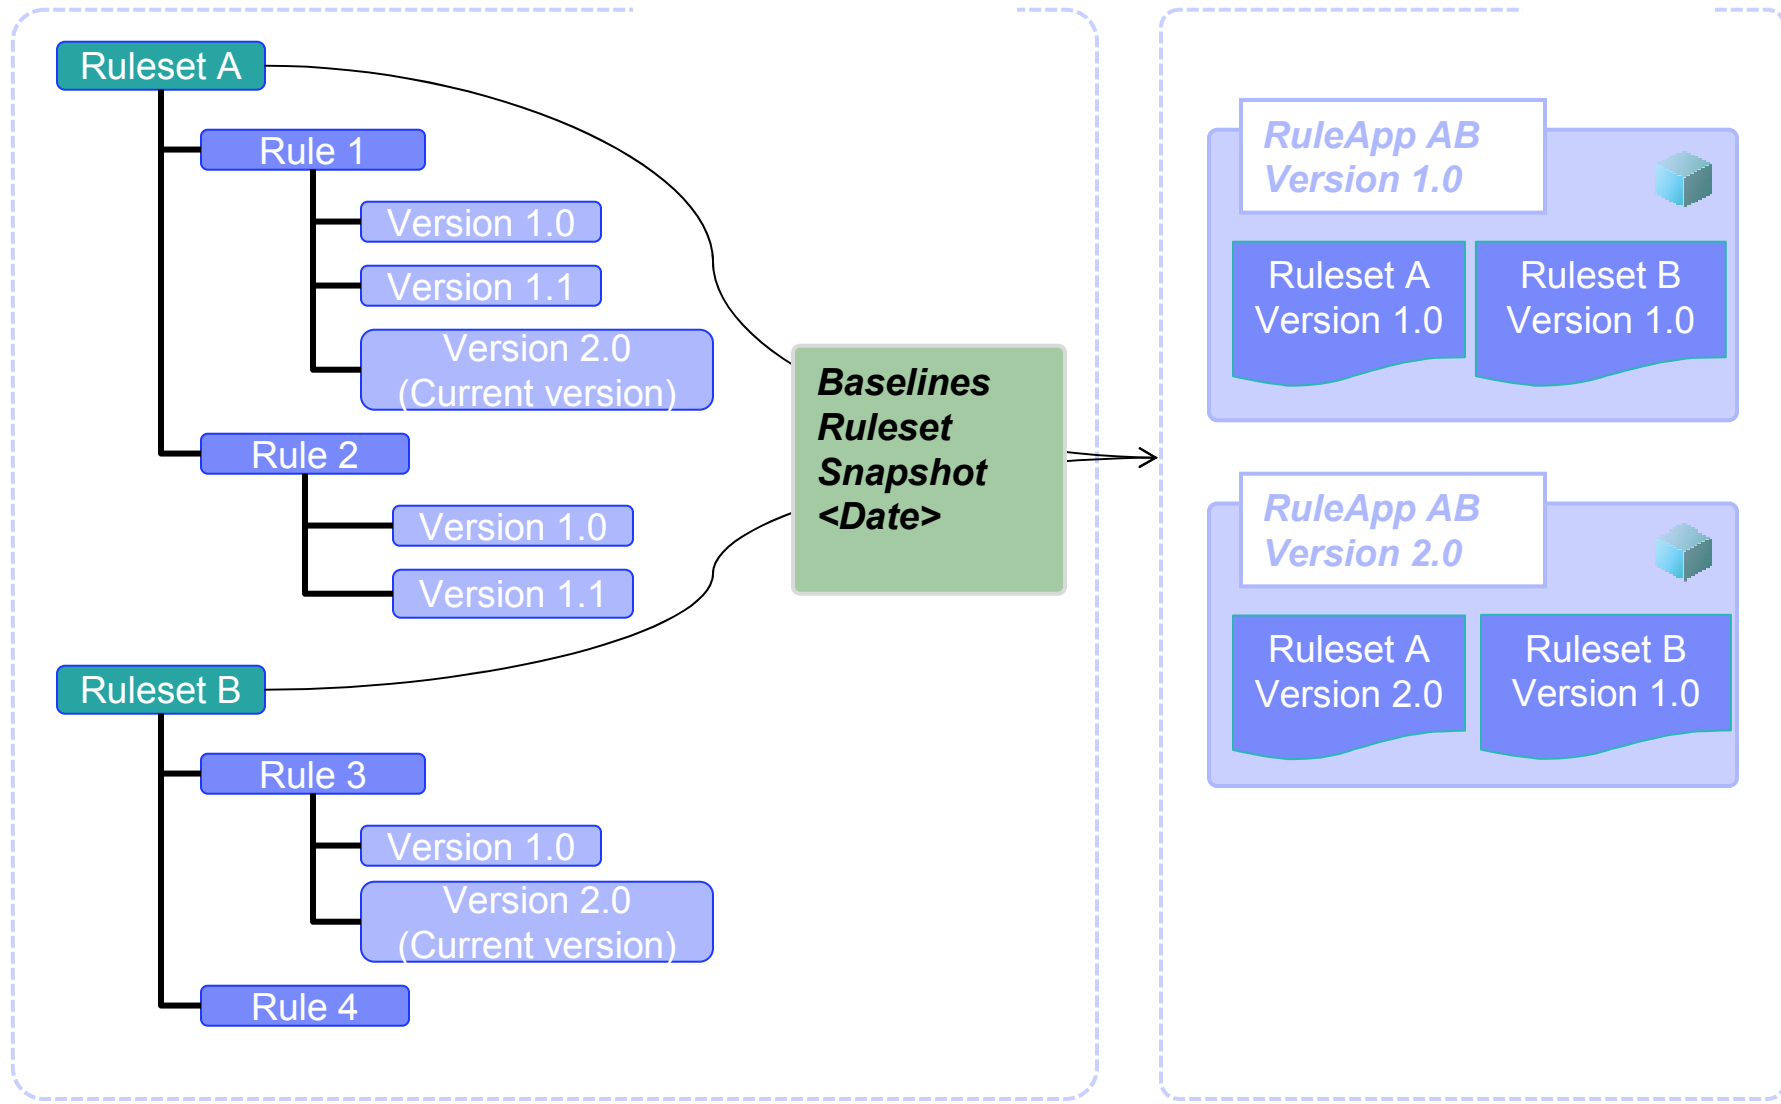 Ruleset A
Rule 1
Version 1.0
Version 1.1
Version 2.0
(Current version)
Rule 2
Version 1.0
Version 1.1
Ruleset B
Rule 3
Version 1.0
Version 2.0
(Current version)
Rule 4
Baselines
Ruleset
Snapshot
<Date>
RuleApp AB
Version 1.0
Ruleset A
Version 1.0
Ruleset B
Version 1.0
RuleApp AB
Version 2.0
Ruleset A
Version 2.0
Ruleset B
Version 1.0